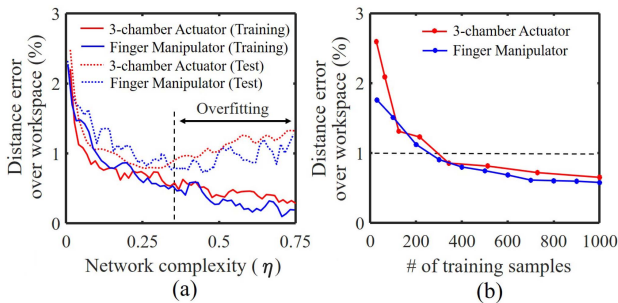 3-chamber Actuator (Training)
Finger Manipulator (Training)
3-chamber Actuator (Test)
Finger Manipulator (Test)
Overfitting
Distance error
over workspace (%)
3
2
1
0
0 0.25 0.50 0.75
Network complexity ( η )
(a)
3-chamber Actuator
Finger Manipulator
Distance error
over workspace (%)
3
2
1
0
0 200 400 600 800 1000
# of training samples
(b)